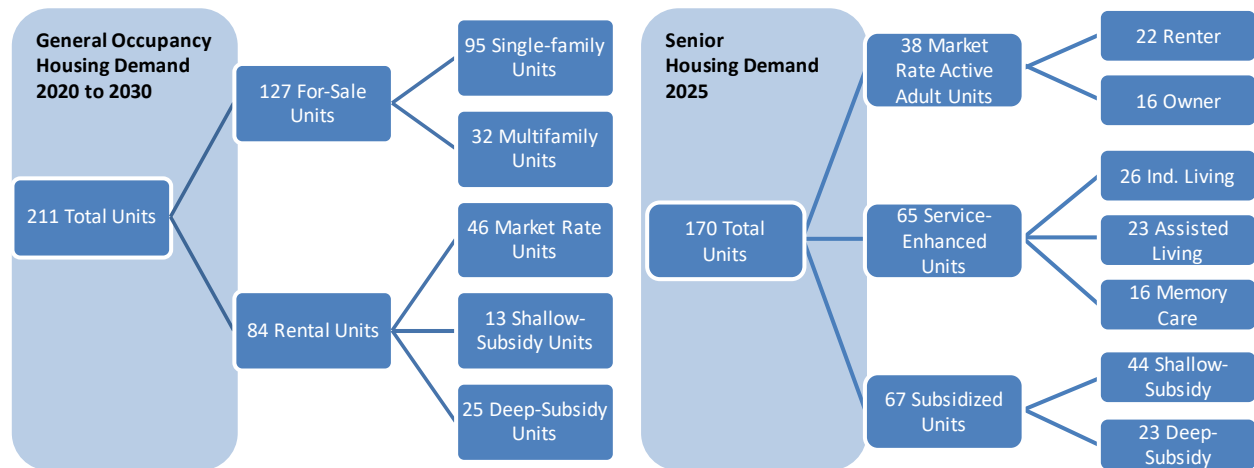 General Occupancy
Housing Demand
2020 to 2030
211 Total Units
127 For-Sale
Units
95 Single-family
Units
32 Multifamily
Units
84 Rental Units
46 Market Rate
Units
13 Shallow-
Subsidy Units
25 Deep-Subsidy
Units
Senior
Housing Demand
2025
170 Total
Units
38 Market
Rate Active
Adult Units
22 Renter
16 Owner
65 Service-
Enhanced
Units
26 Ind. Living
23 Assisted
Living
16 Memory
Care
67 Subsidized
Units
44 Shallow-
Subsidy
23 Deep-
Subsidy